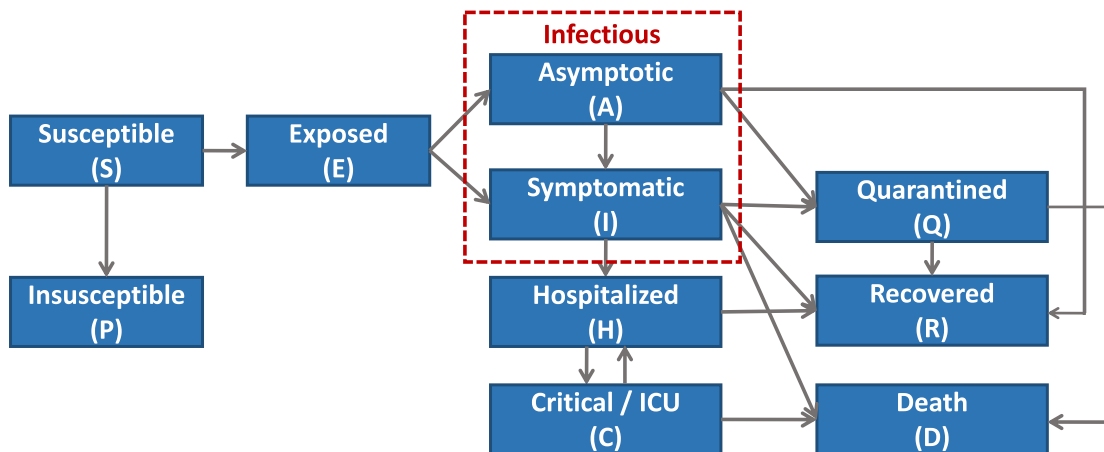 Infectious
Asymptotic
(A)
Susceptible
(S)
Exposed
(E)
Symptomatic
(I)
Quarantined
(Q)
Insusceptible
(P)
Hospitalized
(H)
Recovered
(R)
Critical / ICU
(C)
Death
(D)